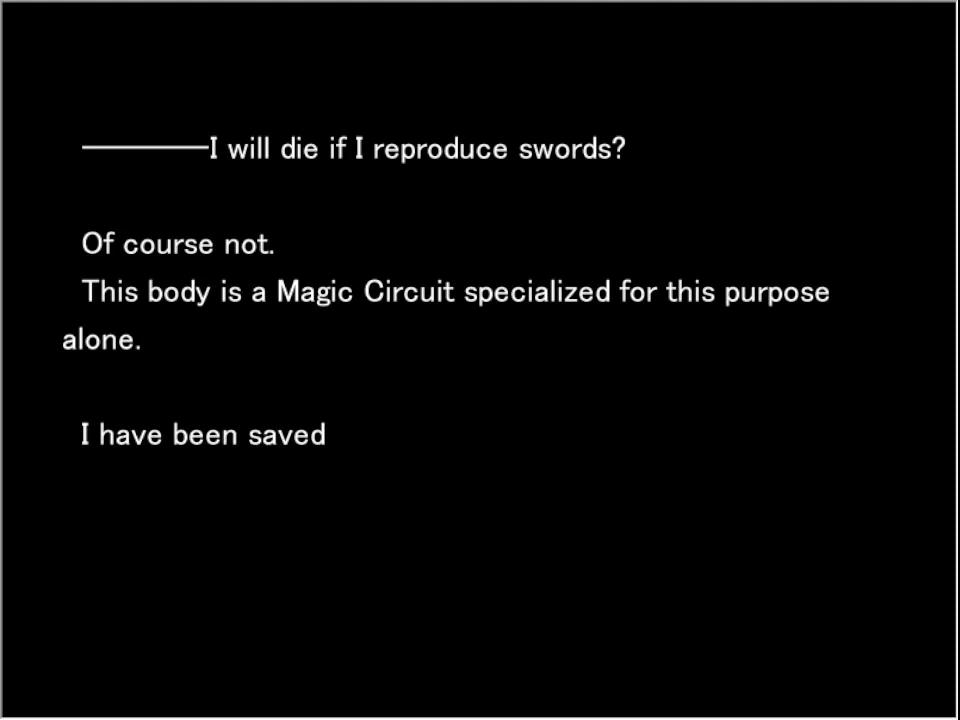 ――――I will die if I reproduce swords?
Of course not.
This body is a Magic Circuit specialized for this purpose
alone.
I have been saved